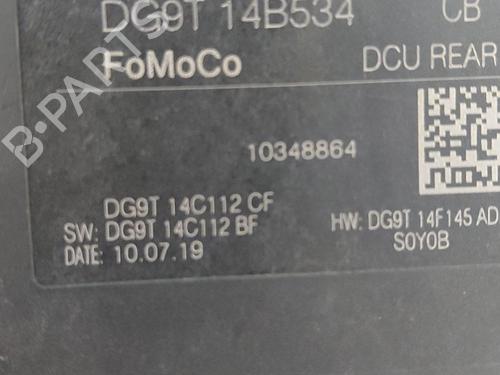 DG9T 14B534 CB
FoMoCo DCU REAR
B-PARTS
10348864
DG9T 14C112 CF
SW: DG9T 14C112 BF
HW: DG9T 14F145 AD
DATE: 10.07.19
S0Y0B